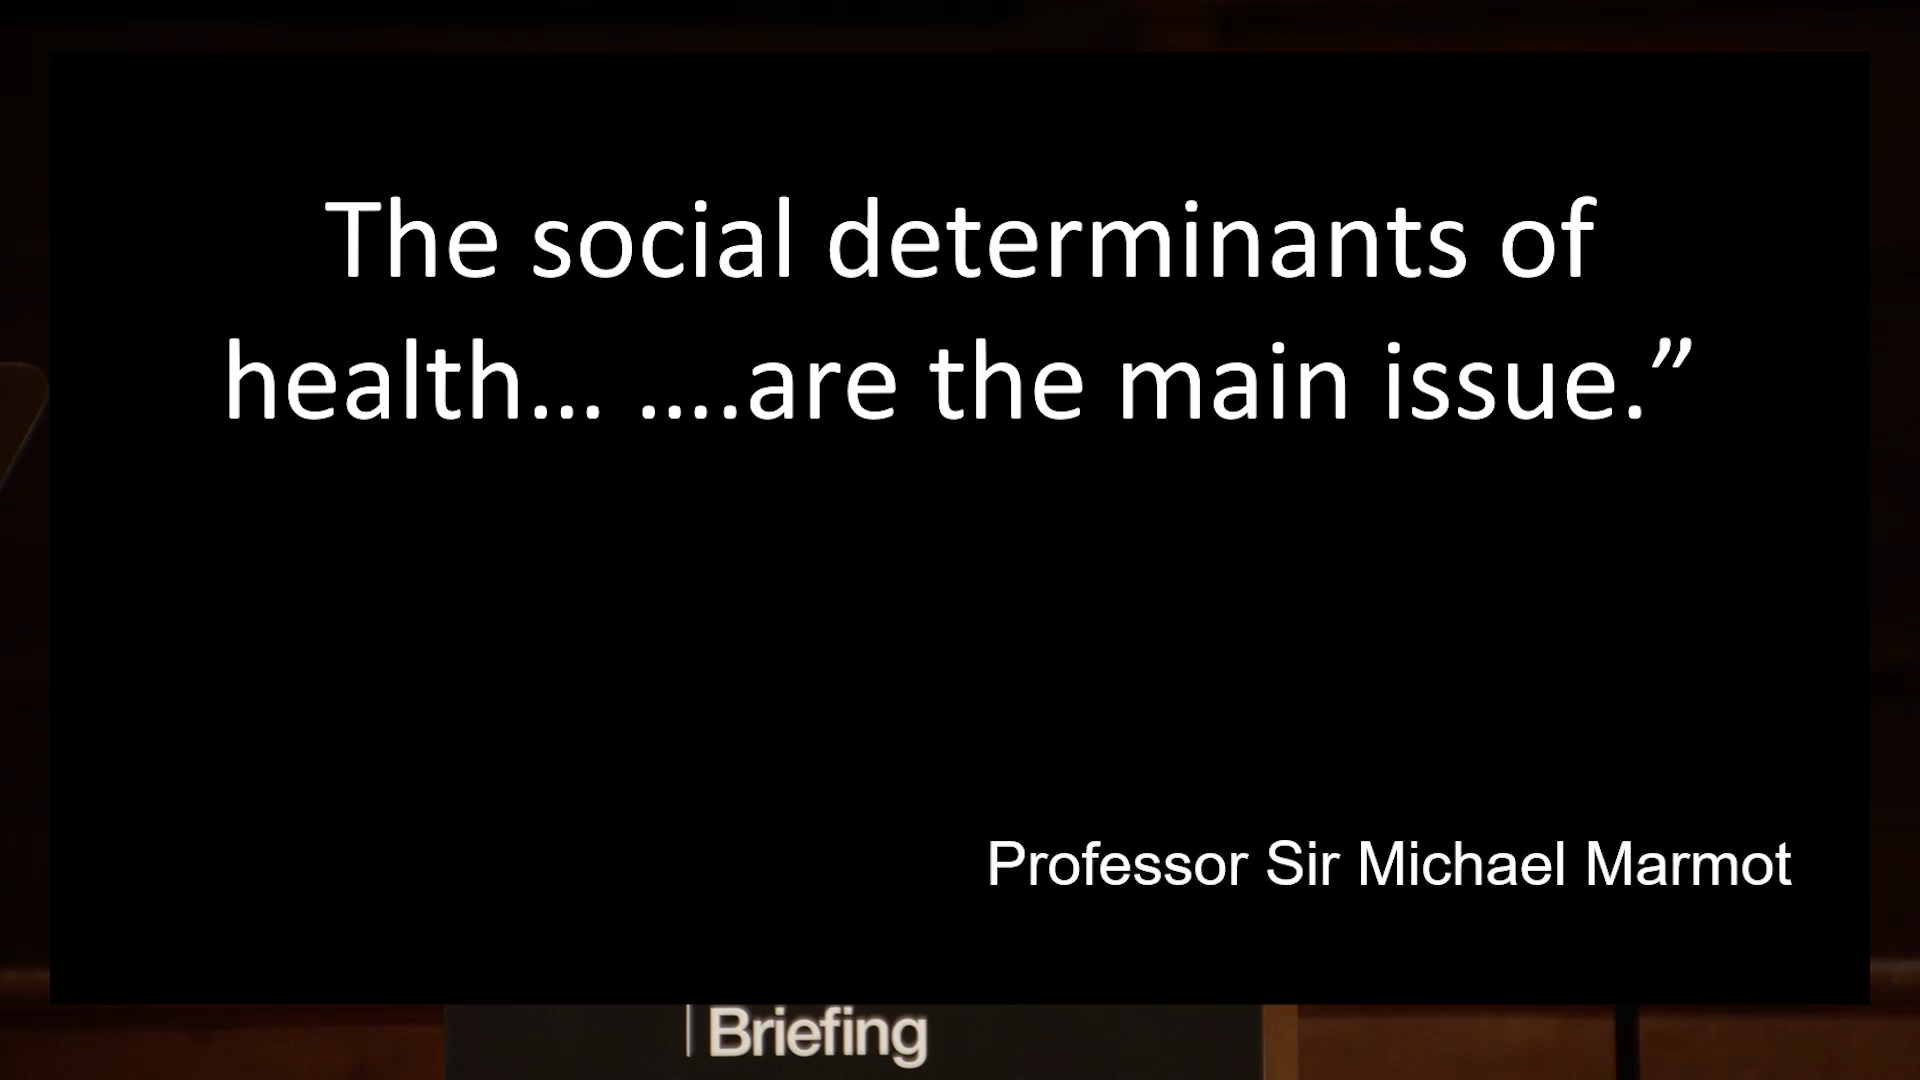 The social determinants of
health... ....are the main issue.”
Professor Sir Michael Marmot
Briefing